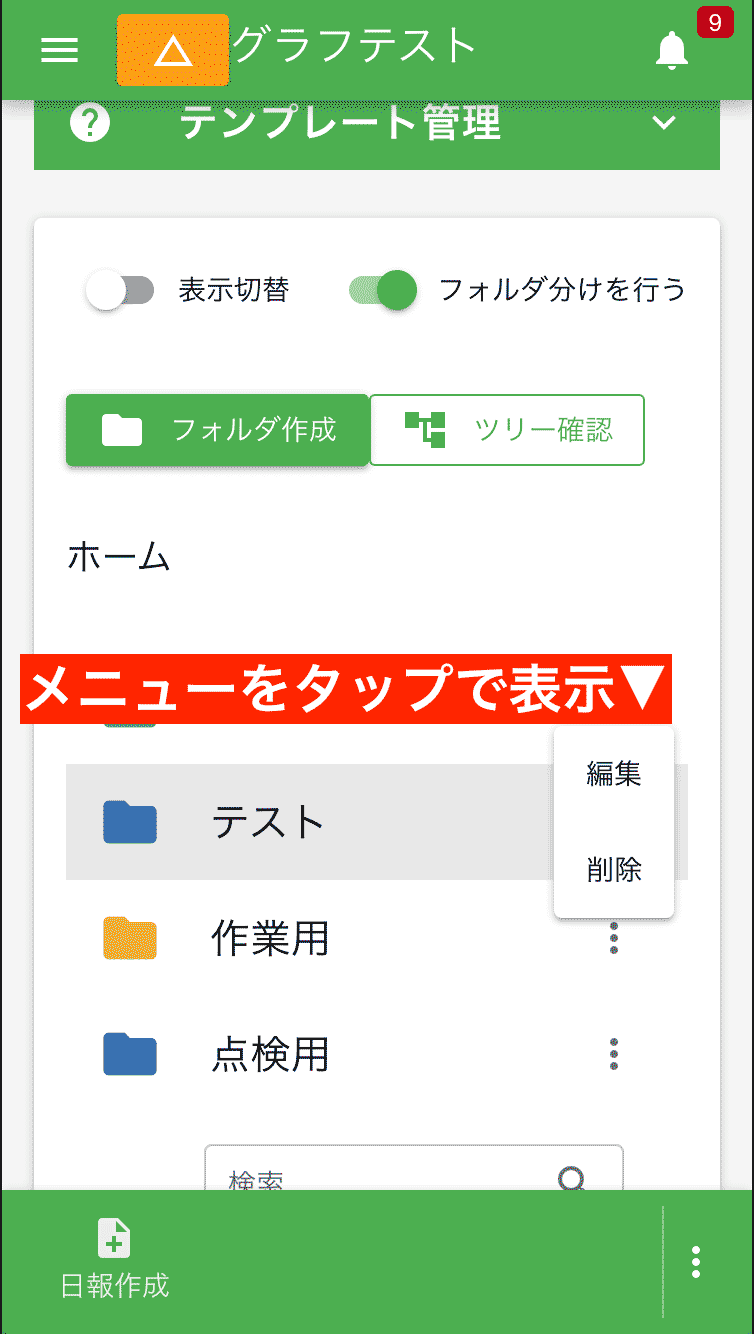 グラフテスト
9
テンプレート管理
表示切替
フォルダ分けを行う
フォルダ作成
ツリー確認
ホーム
メニューをタップで表示▼
編集
テスト
削除
作業用
点検用
検索
日報作成